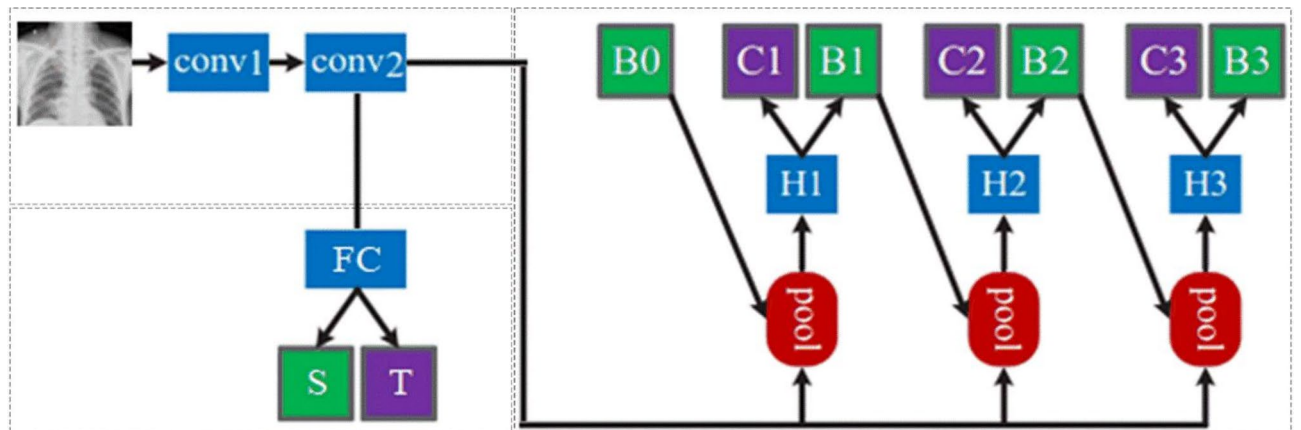 conv1 conv2
B0 C1 B1 C2 B2 C3 B3
H1 H2 H3
FC
pool pool pool
S T